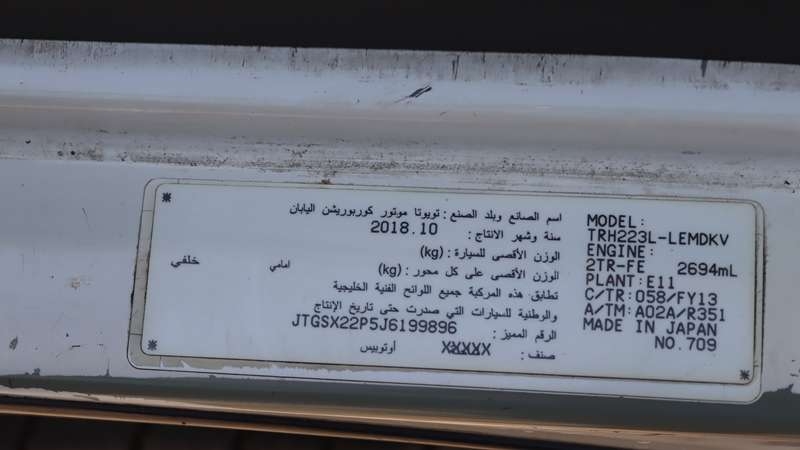 اسم الصانع وبلد الصنع : تويوتا موتور كوربوريشن اليابان
سنة وشهر الانتاج : 2018.10
الوزن الأقصى للسيارة : (kg)
الوزن الأقصى على كل محور : (kg)
امامي خلفي
تطابق هذه المركبة جميع اللوائح الفنية الخليجية
والوطنية للسيارات التي صدرت حتى تاريخ الإنتاج
الرقم المميز : JTGSX22P5J6199896
صنف : XXXXX أوتوبيس
MODEL:
TRH223L-LEMDKV
ENGINE:
2TR-FE 2694mL
PLANT: E11
C/TR: 058/FY13
A/TM: A02A/R351
MADE IN JAPAN
NO. 709